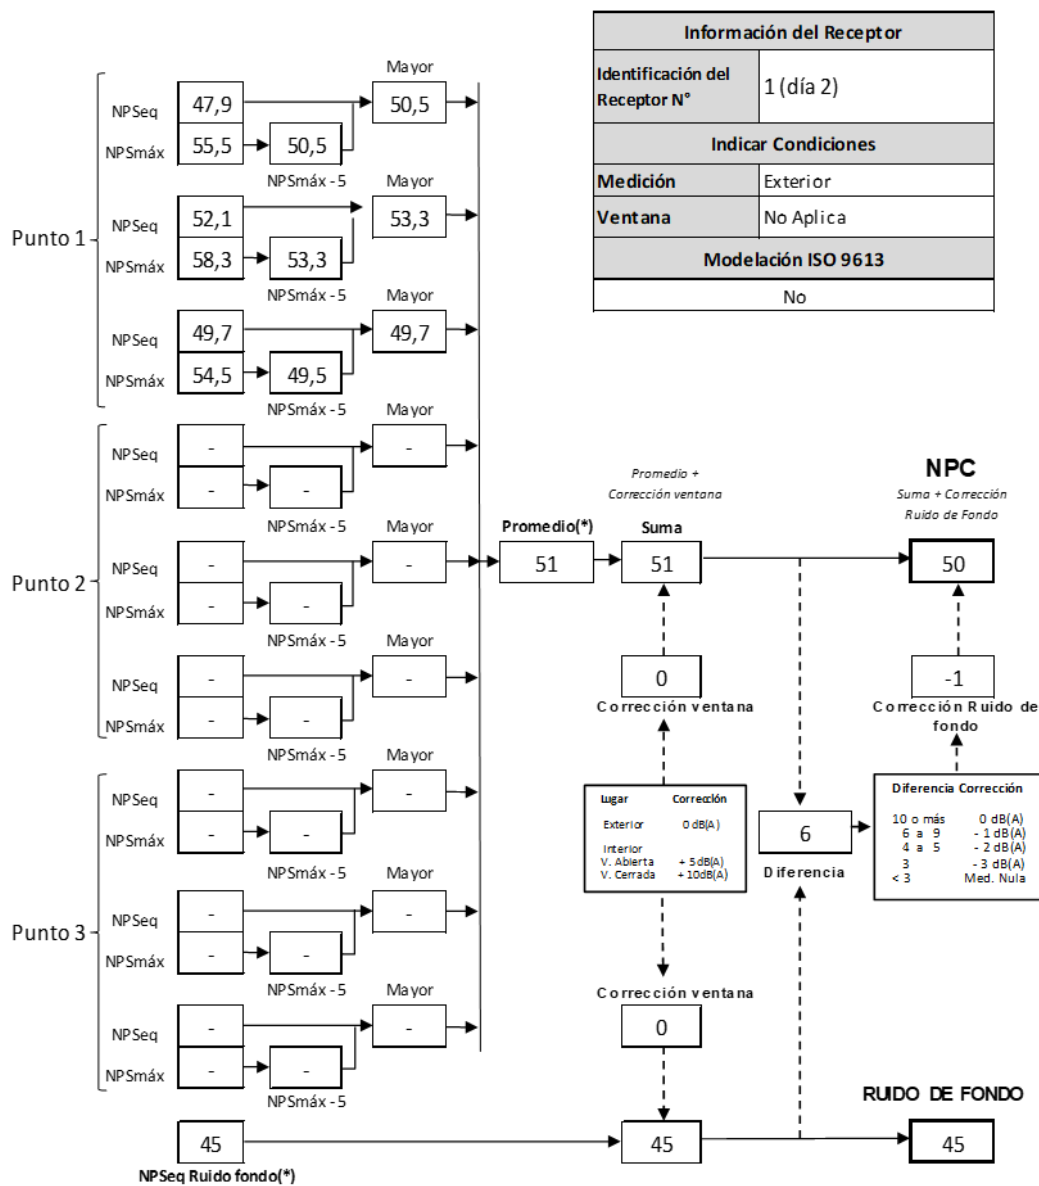 Información del Receptor
Identificación del Receptor N°
1 (día 2)
Indicar Condiciones
Medición
Exterior
Ventana
No Aplica
Modelación ISO 9613
No
Punto 1
Mayor
NPSeq
47,9
50,5
NPSmáx
55,5
50,5
NPSmáx - 5
Mayor
NPSeq
52,1
53,3
NPSmáx
58,3
53,3
NPSmáx - 5
Mayor
NPSeq
49,7
49,7
NPSmáx
54,5
49,5
NPSmáx - 5
Punto 2
Mayor
NPSeq
-
-
NPSmáx
-
-
NPSmáx - 5
Mayor
NPSeq
-
-
NPSmáx
-
-
NPSmáx - 5
Mayor
NPSeq
-
-
NPSmáx
-
-
NPSmáx - 5
Punto 3
Mayor
NPSeq
-
-
NPSmáx
-
-
NPSmáx - 5
Mayor
NPSeq
-
-
NPSmáx
-
-
NPSmáx - 5
Mayor
NPSeq
-
-
NPSmáx
-
-
NPSmáx - 5
Promedio(*)
51
Promedio +
Corrección ventana
Suma
51
NPC
Suma + Corrección
Ruido de Fondo
50
0
Corrección ventana
-1
Corrección Ruido de
fondo
Lugar Corrección
Exterior 0 dB(A)
Interior
V. Abierta + 5dB(A)
V. Cerrada + 10dB(A)
6
Diferencia
Diferencia Corrección
10 o más 0 dB(A)
6 a 9 - 1 dB(A)
4 a 5 - 2 dB(A)
3 - 3 dB(A)
< 3 Med. Nula
Corrección ventana
0
RUIDO DE FONDO
45
45
45
NPSeq Ruido fondo(*)